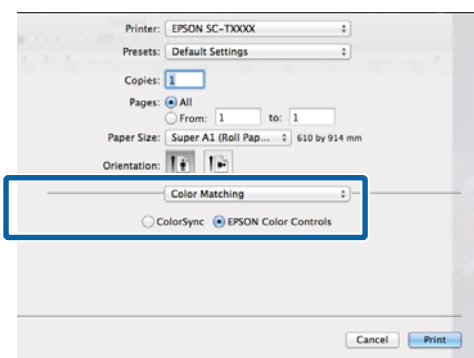 Printer: EPSON SC-TXXXX
Presets: Default Settings
Copies: 1
Pages: All
From: 1 to: 1
Paper Size: Super A1 (Roll Pap... 610 by 914 mm
Orientation:
Color Matching
ColorSync EPSON Color Controls
Cancel Print